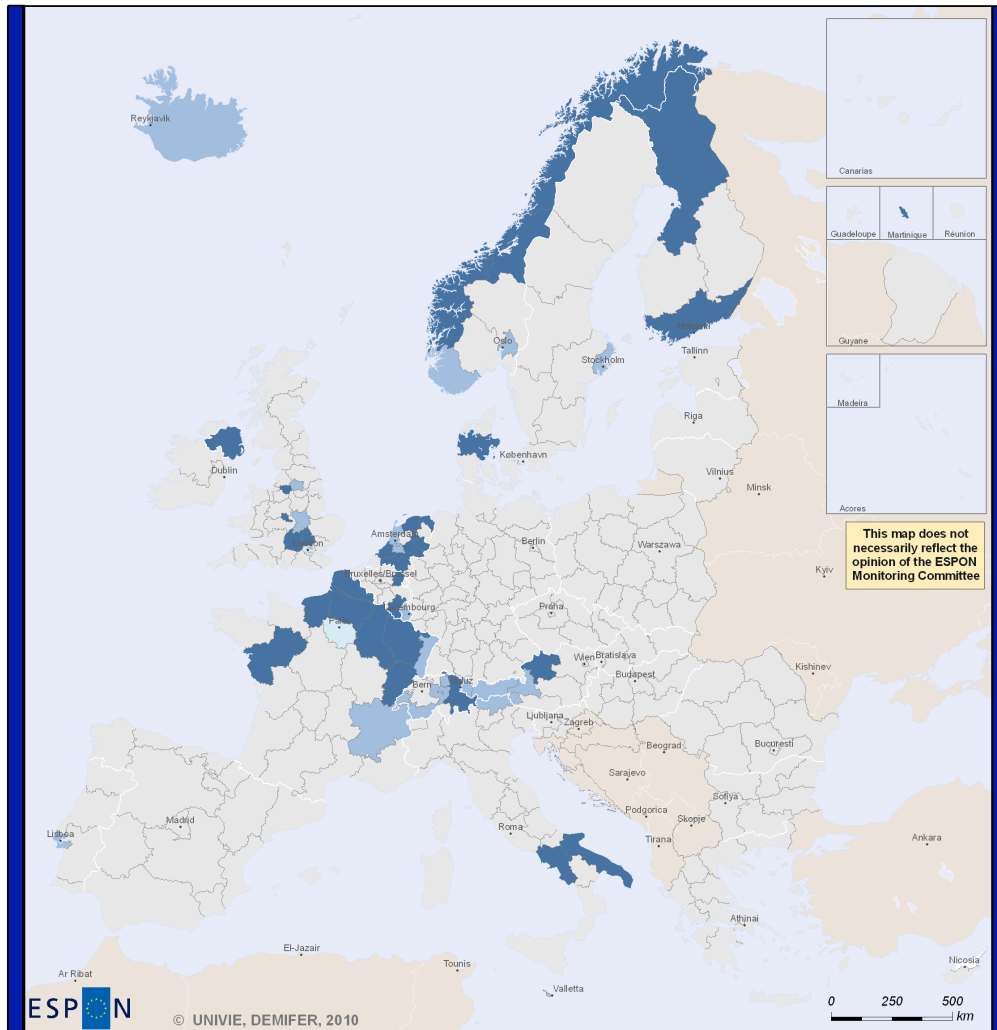 Reykjavik
Canarias
Guadeloupe
Martinique
Réunion
Guyane
Madeira
Acores
This map does not
necessarily reflect the
opinion of the ESPON
Monitoring Committee
Oslo
Helsinki
Stockholm
Tallinn
Riga
København
Vilnius
Minsk
Dublin
London
Amsterdam
Berlin
Warszawa
Bruxelles/Brussel
Kyiv
Luxembourg
Paris
Praha
Wien
Bratislava
Kishinev
Bern
Vaduz
Budapest
Ljubljana
Zagreb
Beograd
Bucuresti
Sarajevo
Sofiya
Podgorica
Skopje
Lisboa
Madrid
Roma
Tirana
Ankara
Athinai
El-Jazair
Tounis
Ar Ribat
Valletta
Nicosia
ESPON
© UNIVIE, DEMIFER, 2010
0 250 500
km